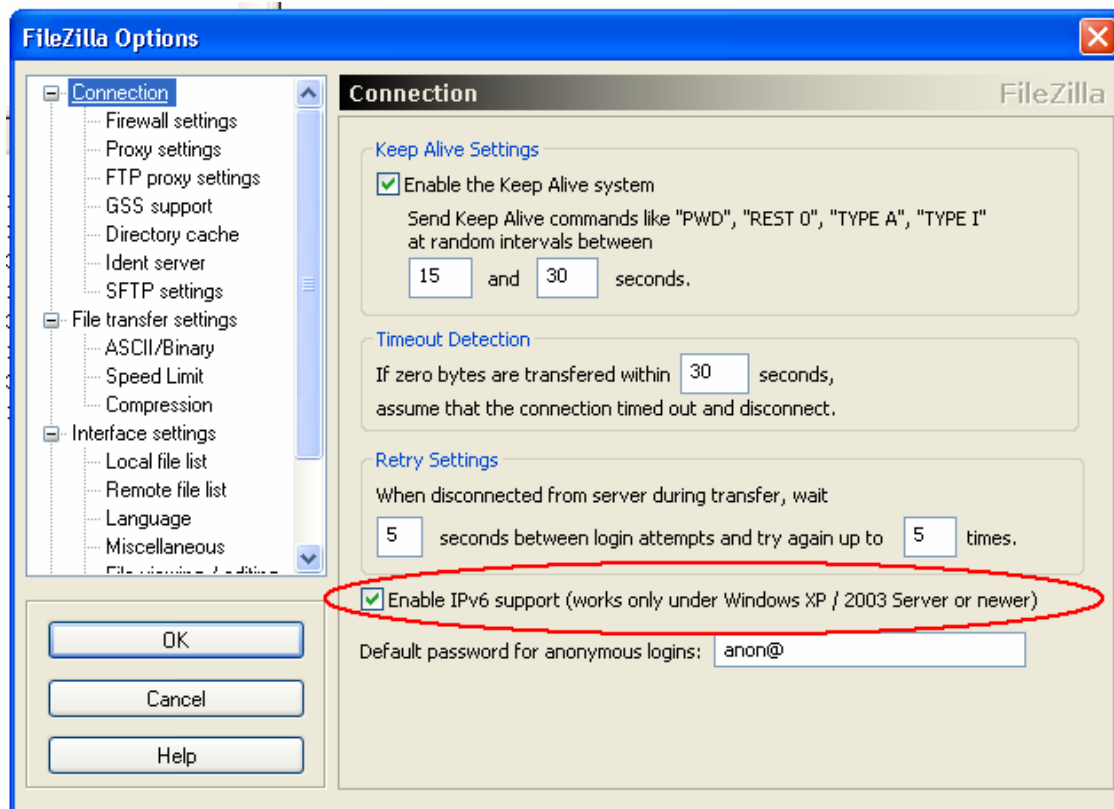 FileZilla Options
Connection
Firewall settings
Proxy settings
FTP proxy settings
GSS support
Directory cache
Ident server
SFTP settings
File transfer settings
ASCII/Binary
Speed Limit
Compression
Interface settings
Local file list
Remote file list
Language
Miscellaneous
File viewing / editing
OK
Cancel
Help
Connection
FileZilla
Keep Alive Settings
Enable the Keep Alive system
Send Keep Alive commands like "PWD", "REST 0", "TYPE A", "TYPE I"
at random intervals between
15 and 30 seconds.
Timeout Detection
If zero bytes are transfered within 30 seconds,
assume that the connection timed out and disconnect.
Retry Settings
When disconnected from server during transfer, wait
5 seconds between login attempts and try again up to 5 times.
Enable IPv6 support (works only under Windows XP / 2003 Server or newer)
Default password for anonymous logins: anon@